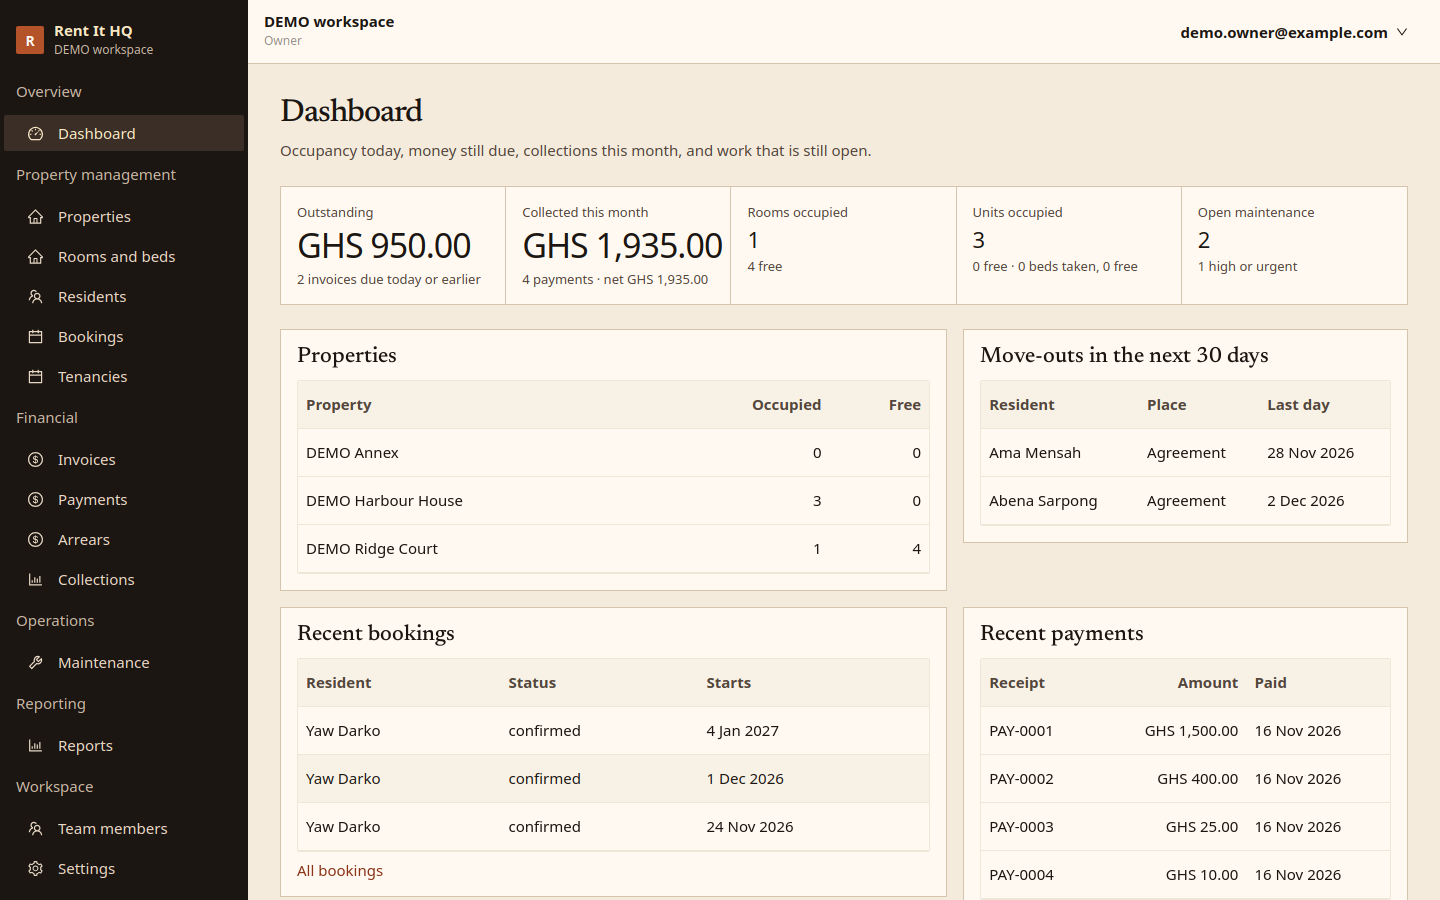 R
Rent It HQ
DEMO workspace
Overview
Dashboard
Property management
Properties
Rooms and beds
Residents
Bookings
Tenancies
Financial
Invoices
Payments
Arrears
Collections
Operations
Maintenance
Reporting
Reports
Workspace
Team members
Settings
DEMO workspace
Owner
demo.owner@example.com
Dashboard
Occupancy today, money still due, collections this month, and work that is still open.
Outstanding
GHS 950.00
2 invoices due today or earlier
Collected this month
GHS 1,935.00
4 payments · net GHS 1,935.00
Rooms occupied
1
4 free
Units occupied
3
0 free · 0 beds taken, 0 free
Open maintenance
2
1 high or urgent
Properties
Property Occupied Free
DEMO Annex 0 0
DEMO Harbour House 3 0
DEMO Ridge Court 1 4
Move-outs in the next 30 days
Resident Place Last day
Ama Mensah Agreement 28 Nov 2026
Abena Sarpong Agreement 2 Dec 2026
Recent bookings
Resident Status Starts
Yaw Darko confirmed 4 Jan 2027
Yaw Darko confirmed 1 Dec 2026
Yaw Darko confirmed 24 Nov 2026
All bookings
Recent payments
Receipt Amount Paid
PAY-0001 GHS 1,500.00 16 Nov 2026
PAY-0002 GHS 400.00 16 Nov 2026
PAY-0003 GHS 25.00 16 Nov 2026
PAY-0004 GHS 10.00 16 Nov 2026